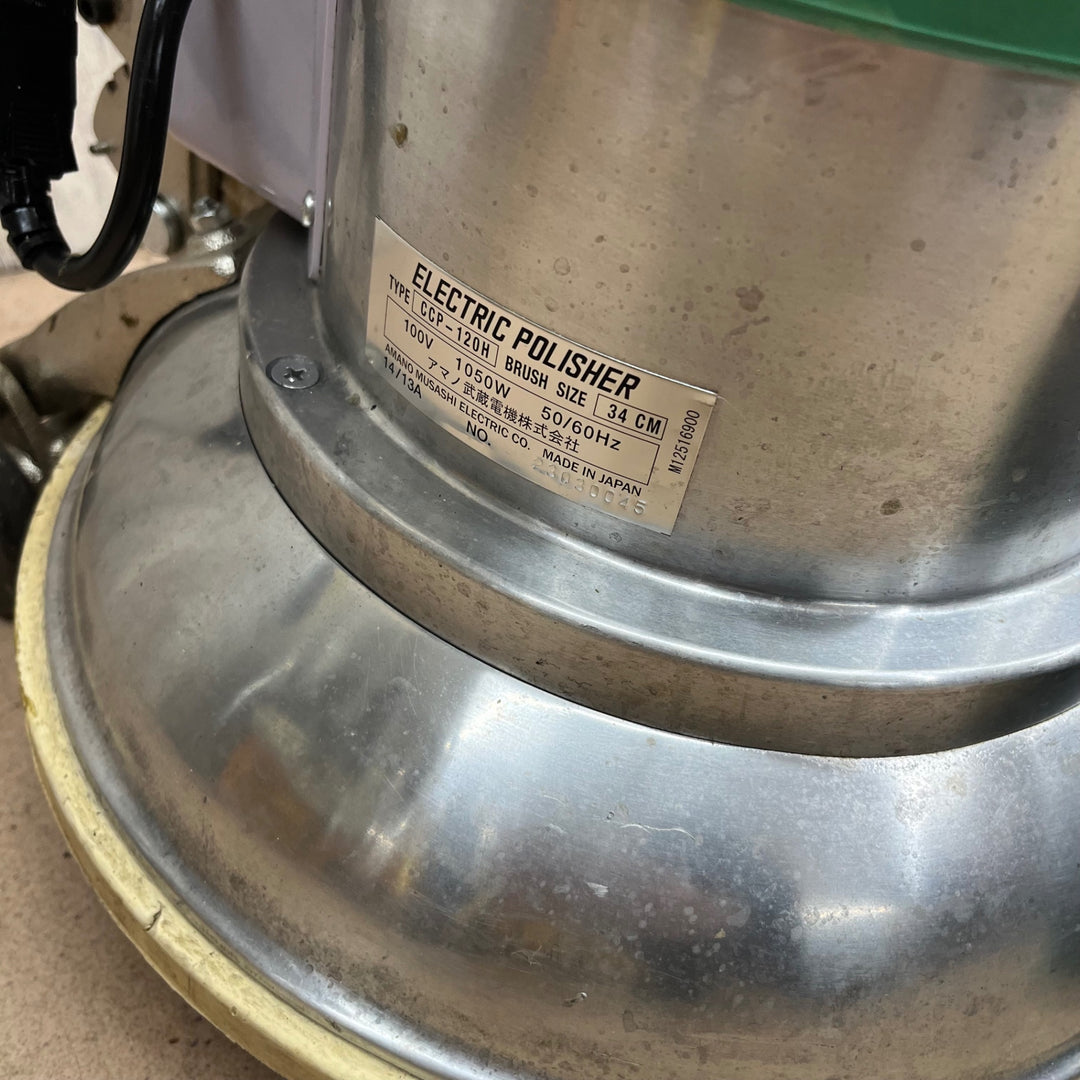 ELECTRIC POLISHER
TYPE CCP-120H BRUSH SIZE 34 CM
100V 1050W 50/60Hz
14/13A アマノ武蔵電機株式会社
AMANO MUSASHI ELECTRIC CO. MADE IN JAPAN
NO. 23030045
M12516900